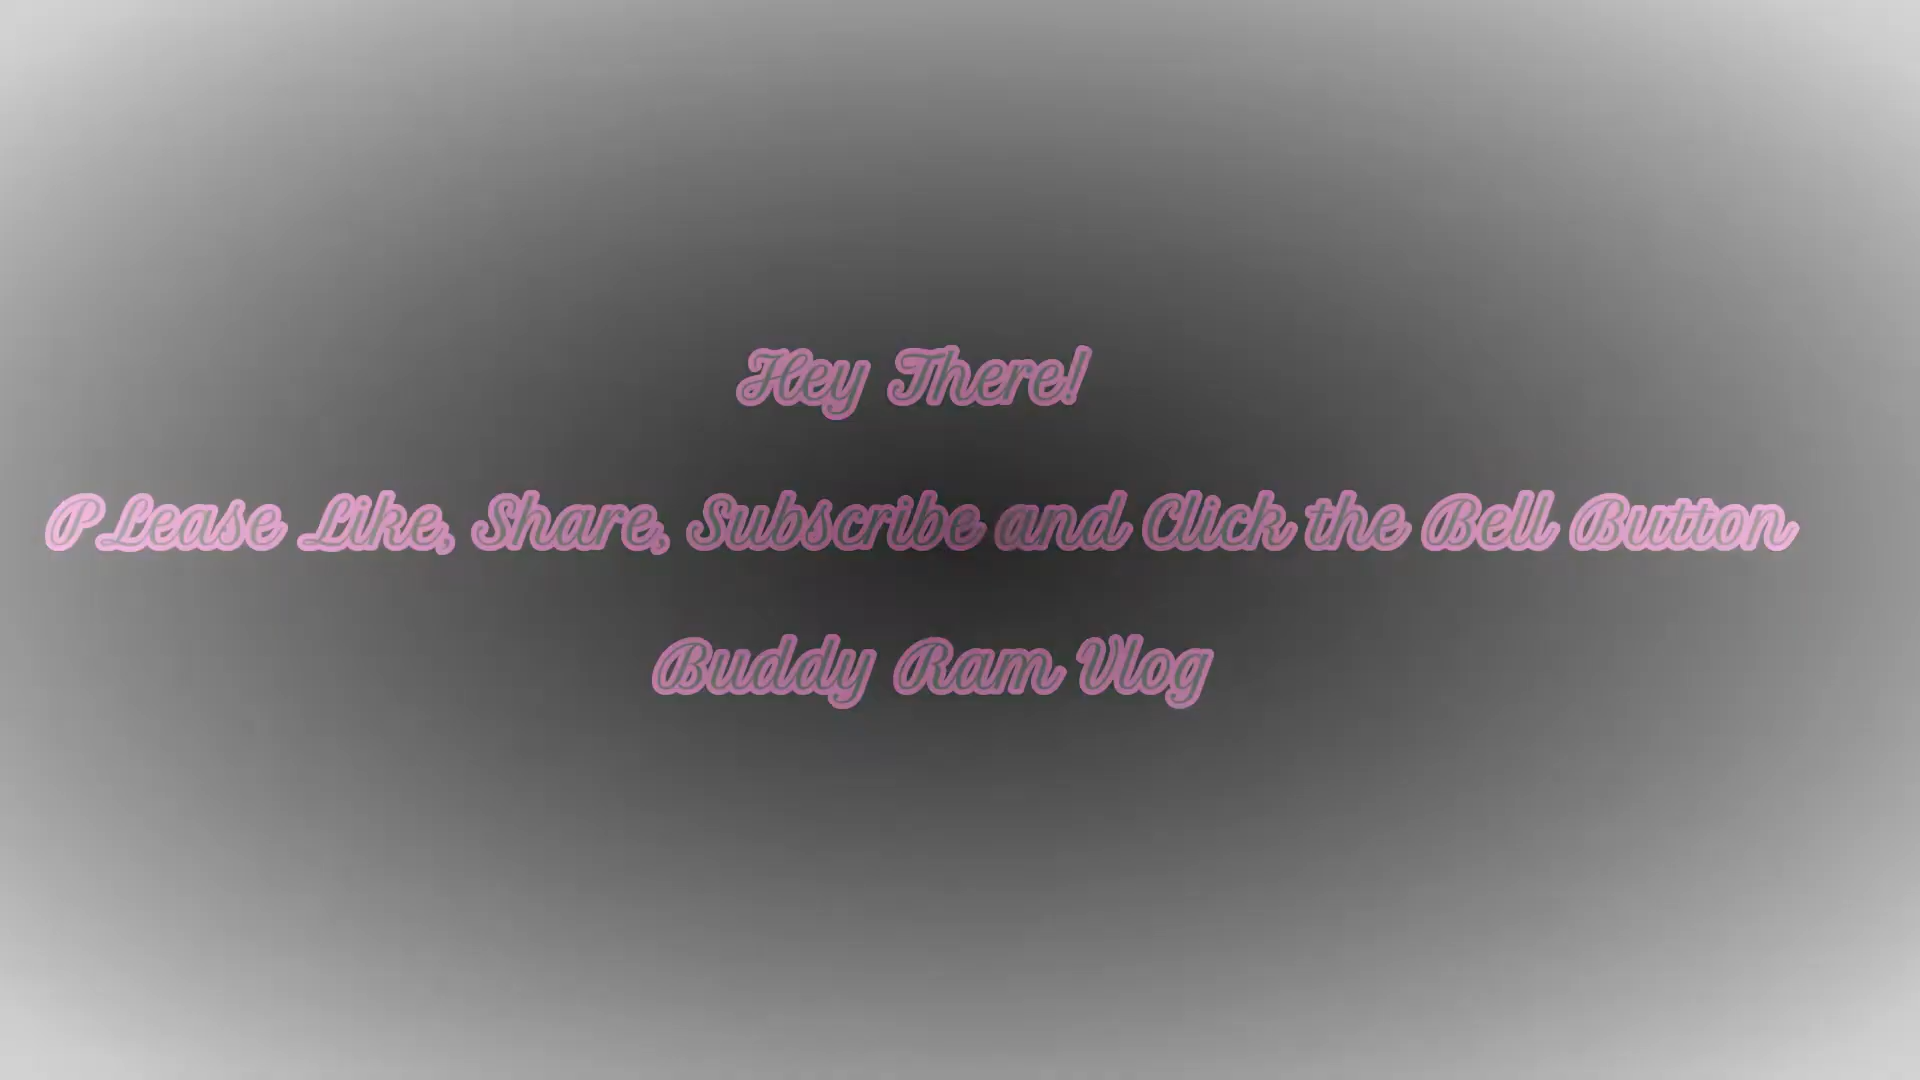 Hey There!
P Lease Like, Share, Subscribe and Click the Bell Button
Buddy Ram Vlog